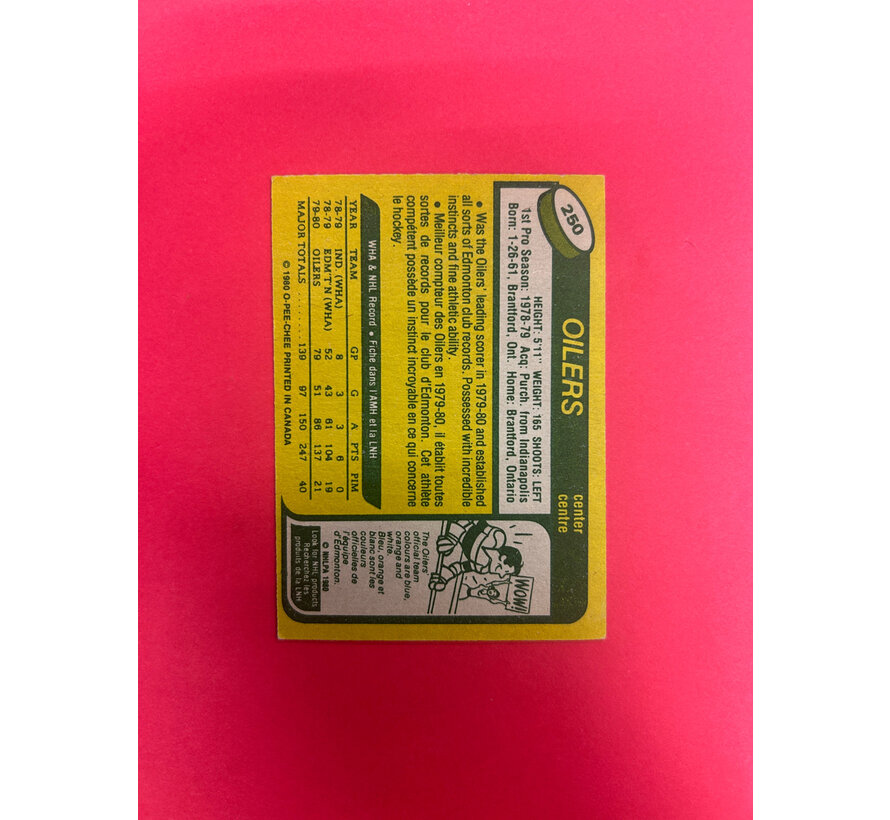 250
OILERS
center
centre
HEIGHT: 5'11" WEIGHT: 165 SHOOTS: LEFT
1st Pro Season: 1978-79 Acq: Purch. from Indianapolis
Born: 1-26-61, Brantford, Ont. Home: Brantford, Ontario
• Was the Oilers' leading scorer in 1979-80 and established
all sorts of Edmonton club records. Possessed with incredible
instincts and fine athletic ability.
• Meilleur compteur des Oilers en 1979-80, il établit toutes
sortes de records pour le club d'Edmonton. Cet athlète
compétent possède un instinct incroyable en ce qui concerne
le hockey.
WHA & NHL Record • Fiche dans l'AMH et la LNH
YEAR TEAM GP G A PTS PIM
78-79 IND. (WHA) 8 3 3 6 0
78-79 EDM'T'N (WHA) 52 43 61 104 19
79-80 OILERS 79 51 86 137 21
MAJOR TOTALS ........ 139 97 150 247 40
© 1980 O-PEE-CHEE PRINTED IN CANADA
WOW!
The Oilers'
official team
colours are blue,
orange and
white.
Bleu, orange et
blanc sont les
couleurs
officielles de
l'équipe
d'Edmonton.
© NHLPA 1980
Look for NHL products
Recherchez les
produits de la LNH